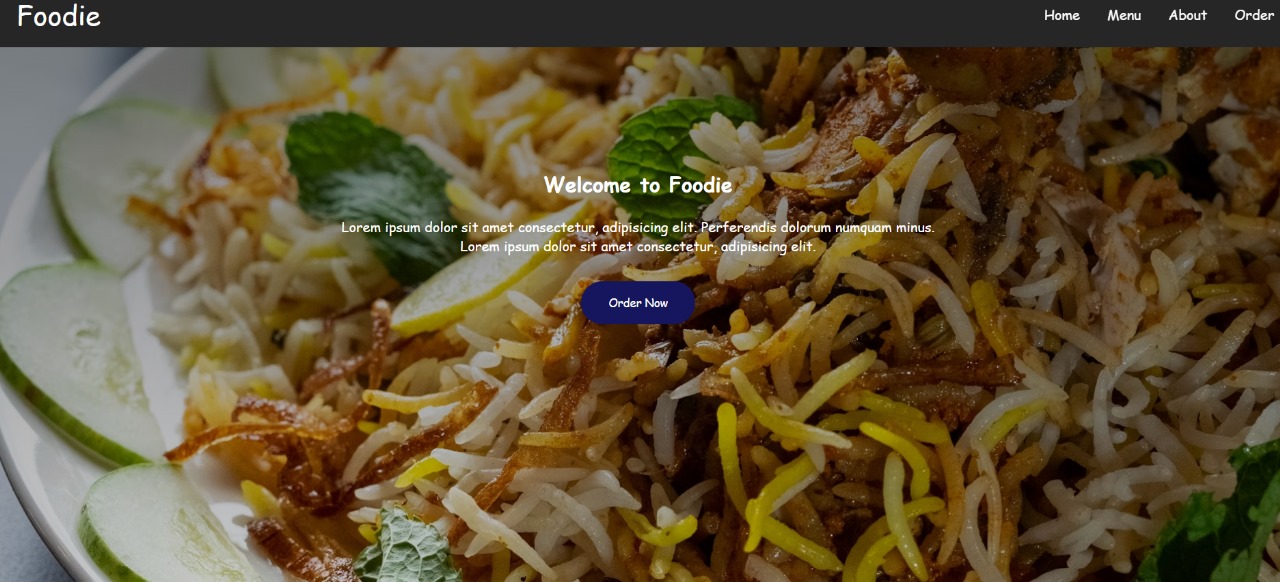 Foodie
Home Menu About Order
Welcome to Foodie
Lorem ipsum dolor sit amet consectetur, adipisicing elit. Perferendis dolorum numquam minus.
Lorem ipsum dolor sit amet consectetur, adipisicing elit.
Order Now